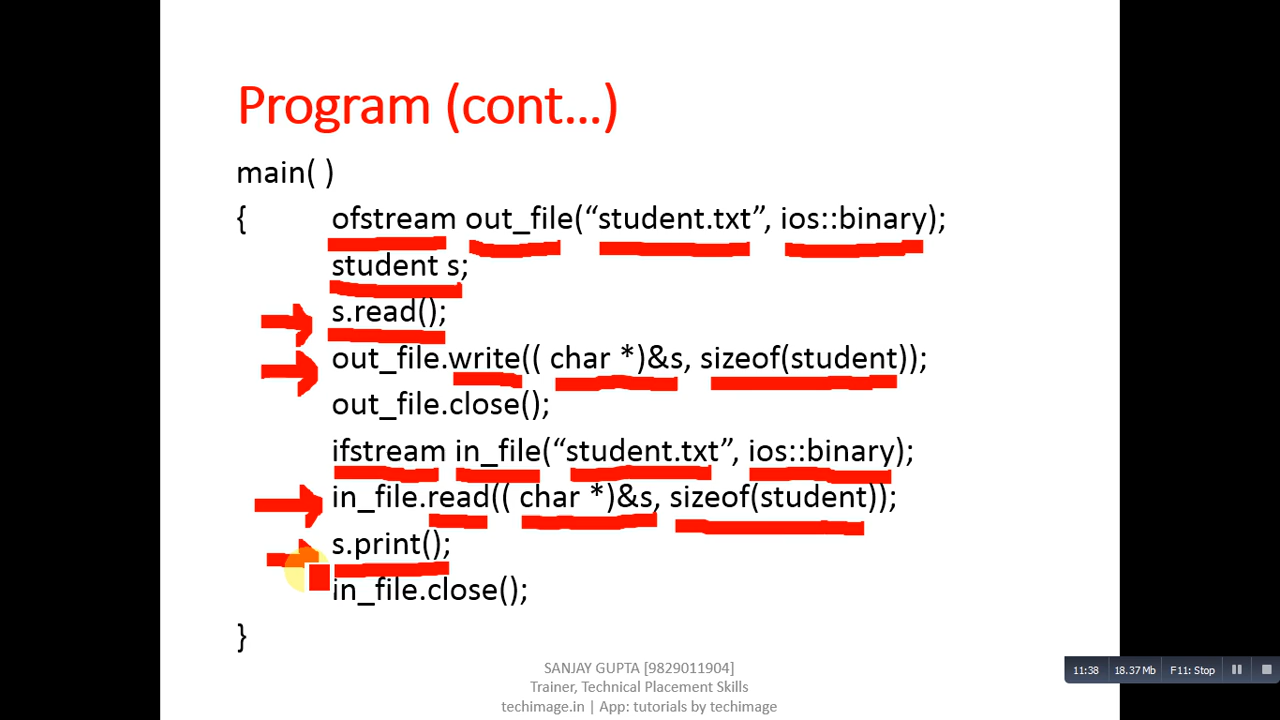 Program (cont...)
main( )
{ ofstream out_file(“student.txt”, ios::binary);
student s;
s.read();
out_file.write(( char *)&s, sizeof(student));
out_file.close();
ifstream in_file(“student.txt”, ios::binary);
in_file.read(( char *)&s, sizeof(student));
s.print();
in_file.close();
}
SANJAY GUPTA [9829011904]
Trainer, Technical Placement Skills
techimage.in | App: tutorials by techimage
11:38 18.37 Mb F11: Stop